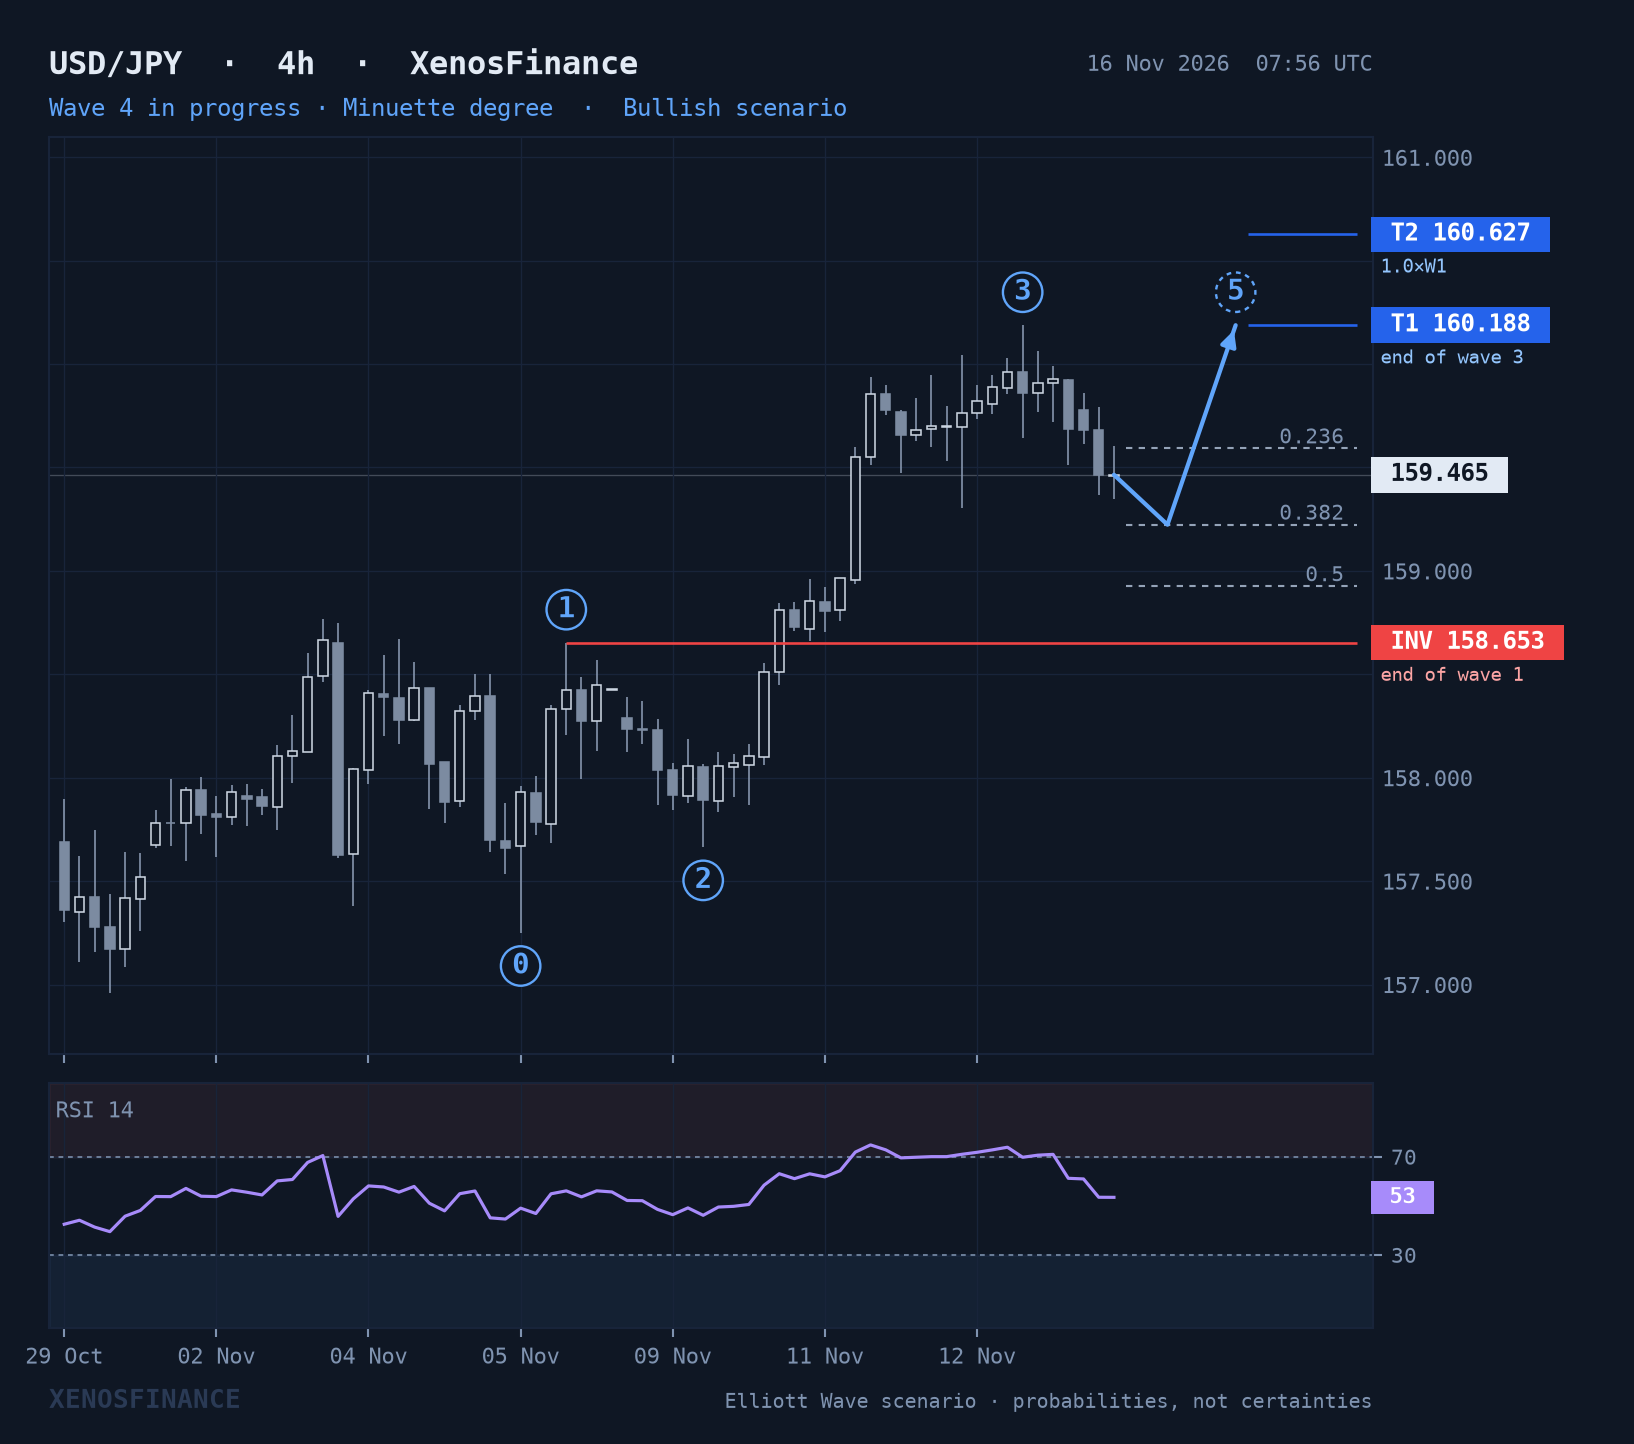 USD/JPY · 4h · XenosFinance
16 Nov 2026 07:56 UTC
Wave 4 in progress · Minuette degree · Bullish scenario
161.000
T2 160.627
1.0×W1
3
5
T1 160.188
end of wave 3
0.236
159.465
0.382
0.5
159.000
1
INV 158.653
end of wave 1
158.000
2
157.500
0
157.000
RSI 14
70
53
30
29 Oct
02 Nov
04 Nov
05 Nov
09 Nov
11 Nov
12 Nov
XENOSFINANCE
Elliott Wave scenario · probabilities, not certainties